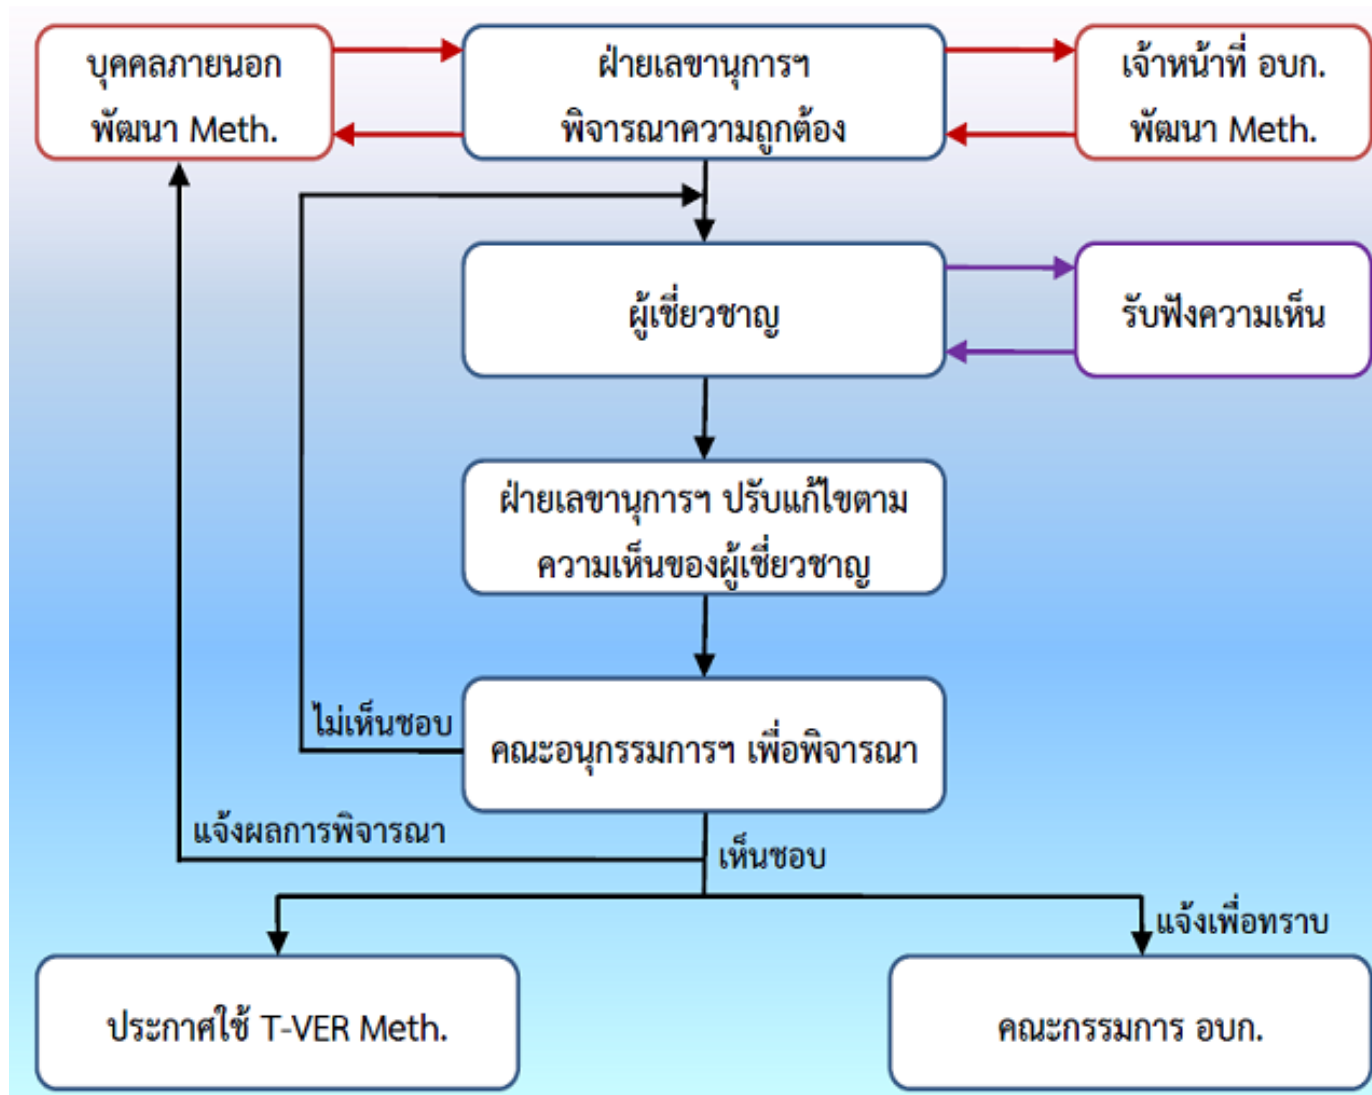 บุคคลภายนอก
พัฒนา Meth.
ฝ่ายเลขานุการฯ
พิจารณาความถูกต้อง
เจ้าหน้าที่ อบก.
พัฒนา Meth.
ผู้เชี่ยวชาญ
รับฟังความเห็น
ฝ่ายเลขานุการฯ ปรับแก้ไขตาม
ความเห็นของผู้เชี่ยวชาญ
ไม่เห็นชอบ
คณะอนุกรรมการฯ เพื่อพิจารณา
แจ้งผลการพิจารณา
เห็นชอบ
แจ้งเพื่อทราบ
ประกาศใช้ T-VER Meth.
คณะกรรมการ อบก.